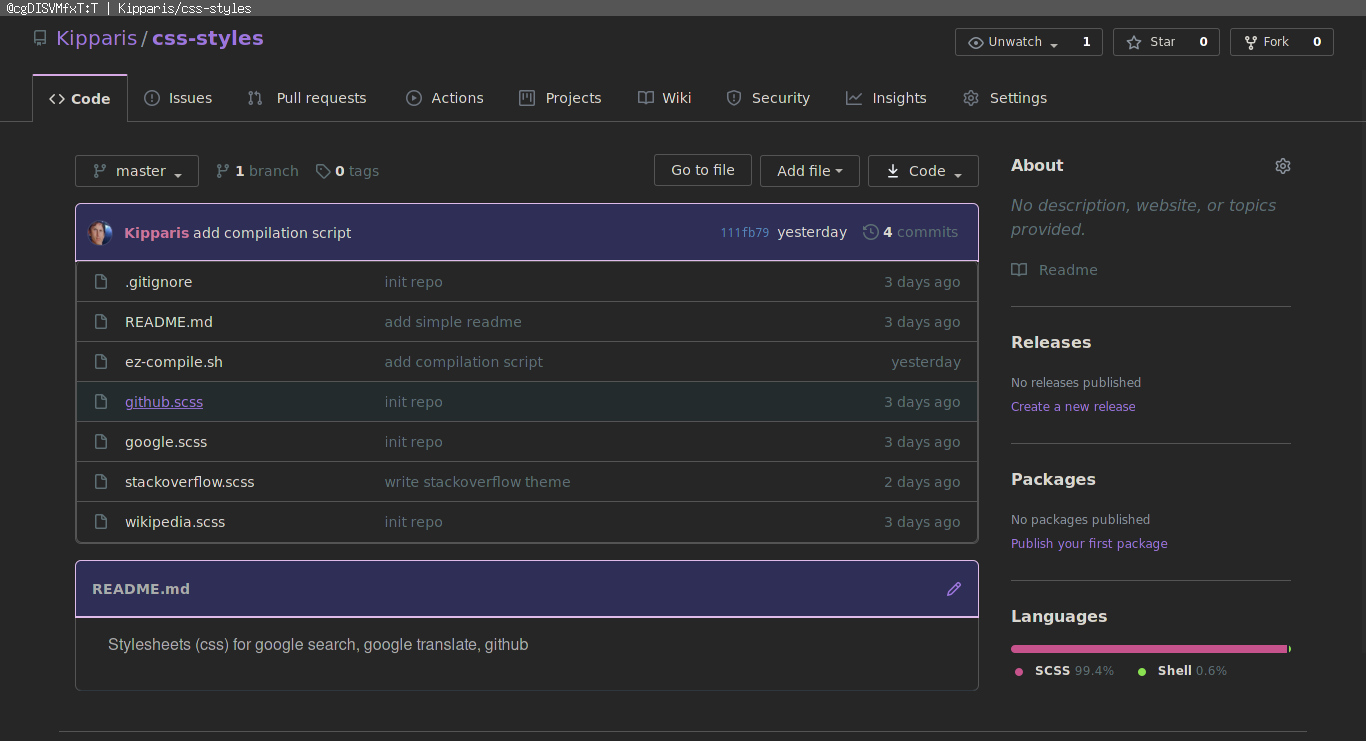 @cgDISVMfxT:T | Kipparis/css-styles
Kipparis/css-styles
Unwatch 1 Star 0 Fork 0
Code Issues Pull requests Actions Projects Wiki Security Insights Settings
master 1 branch 0 tags Go to file Add file Code
Kipparis add compilation script 111fb79 yesterday 4 commits
.gitignore init repo 3 days ago
README.md add simple readme 3 days ago
ez-compile.sh add compilation script yesterday
github.scss init repo 3 days ago
google.scss init repo 3 days ago
stackoverflow.scss write stackoverflow theme 2 days ago
wikipedia.scss init repo 3 days ago
README.md
Stylesheets (css) for google search, google translate, github
About
No description, website, or topics
provided.
Readme
Releases
No releases published
Create a new release
Packages
No packages published
Publish your first package
Languages
SCSS 99.4% Shell 0.6%